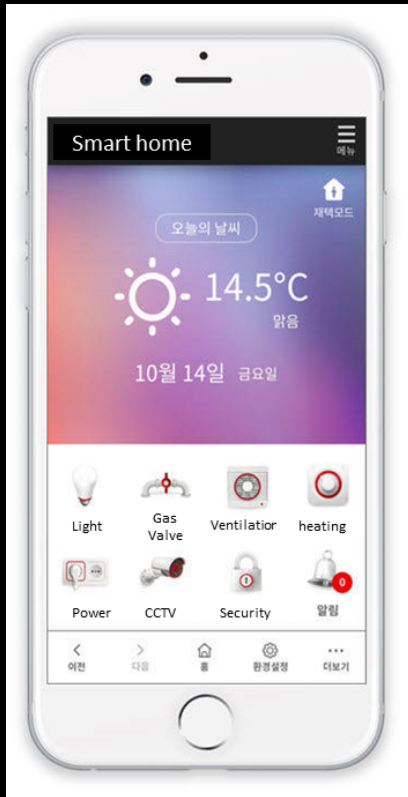 Smart home
메뉴
재택모드
오늘의 날씨
14.5°C
맑음
10월 14일 금요일
Light
Gas
Valve
Ventilatior
heating
Power
CCTV
Security
0
알림
이전
다음
홈
환경설정
더보기